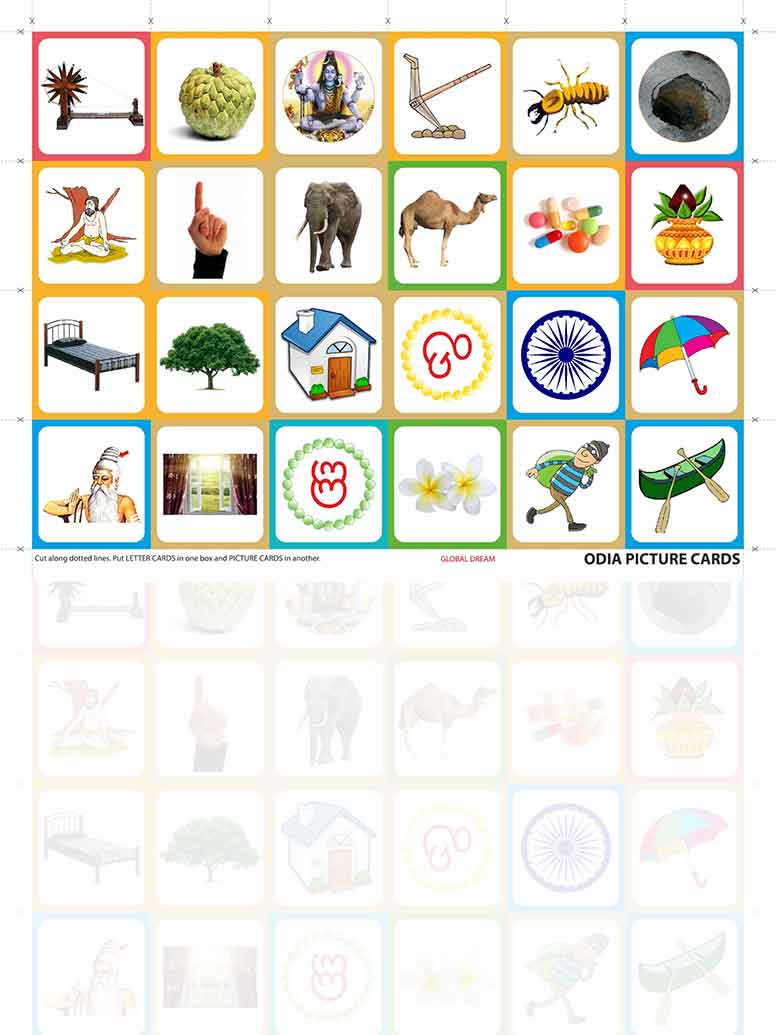 ଙ
ଞ
Cut along dotted lines. Put LETTER CARDS in one box and PICTURE CARDS in another. GLOBAL DREAM ODIA PICTURE CARDS